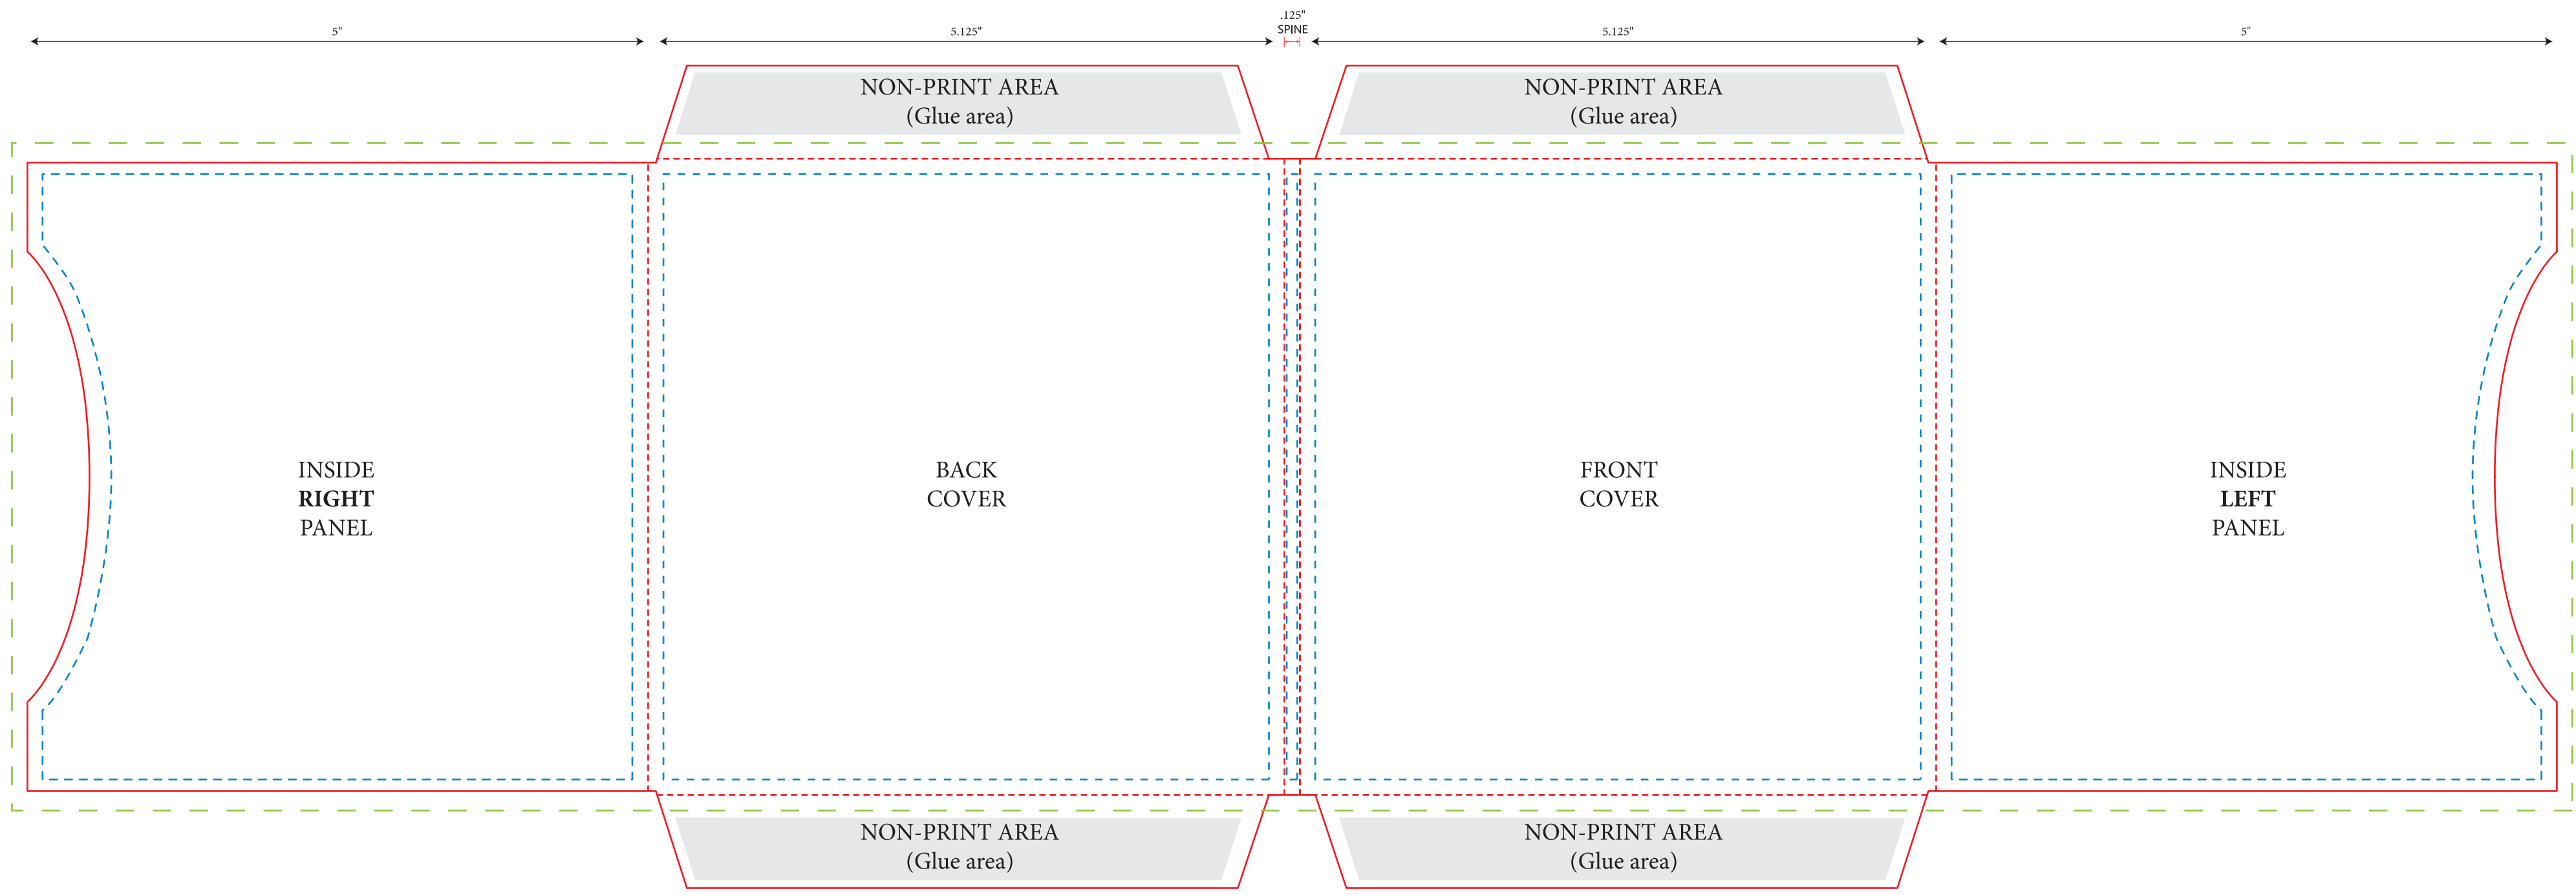 5"
5.125"
.125"
SPINE
5.125"
5"
NON-PRINT AREA
(Glue area)
NON-PRINT AREA
(Glue area)
INSIDE
RIGHT
PANEL
BACK
COVER
FRONT
COVER
INSIDE
LEFT
PANEL
NON-PRINT AREA
(Glue area)
NON-PRINT AREA
(Glue area)